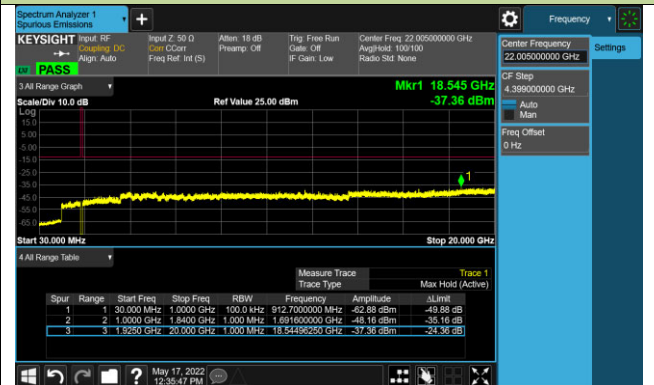 Spectrum Analyzer 1
Spurious Emissions
Frequency
KEYSIGHT Input: RF
Coupling: DC
Align: Auto
Input Z: 50 Ω
Corr CCorr
Freq Ref: Int (S)
Atten: 18 dB
Preamp: Off
Trig: Free Run
Gate: Off
IF Gain: Low
Center Freq: 22.005000000 GHz
Avg|Hold: 100/100
Radio Std: None
PASS
Center Frequency
22.005000000 GHz
Settings
CF Step
4.399000000 GHz
Auto
Man
Freq Offset
0 Hz
3 All Range Graph
Mkr1 18.545 GHz
Scale/Div 10.0 dB
Ref Value 25.00 dBm
-37.36 dBm
Log
15.0
5.00
-5.00
-15.0
-25.0
-35.0
-45.0
-55.0
-65.0
1
Start 30.000 MHz
Stop 20.000 GHz
4 All Range Table
Measure Trace Trace 1
Trace Type Max Hold (Active)
Spur Range Start Freq Stop Freq RBW Frequency Amplitude ΔLimit
1 1 30.000 MHz 1.0000 GHz 100.0 kHz 912.7000000 MHz -62.88 dBm -49.88 dB
2 2 1.0000 GHz 1.8400 GHz 1.000 MHz 1.691600000 GHz -48.16 dBm -35.16 dB
3 3 1.9250 GHz 20.000 GHz 1.000 MHz 18.54496250 GHz -37.36 dBm -24.36 dB
?
May 17, 2022
12:35:47 PM